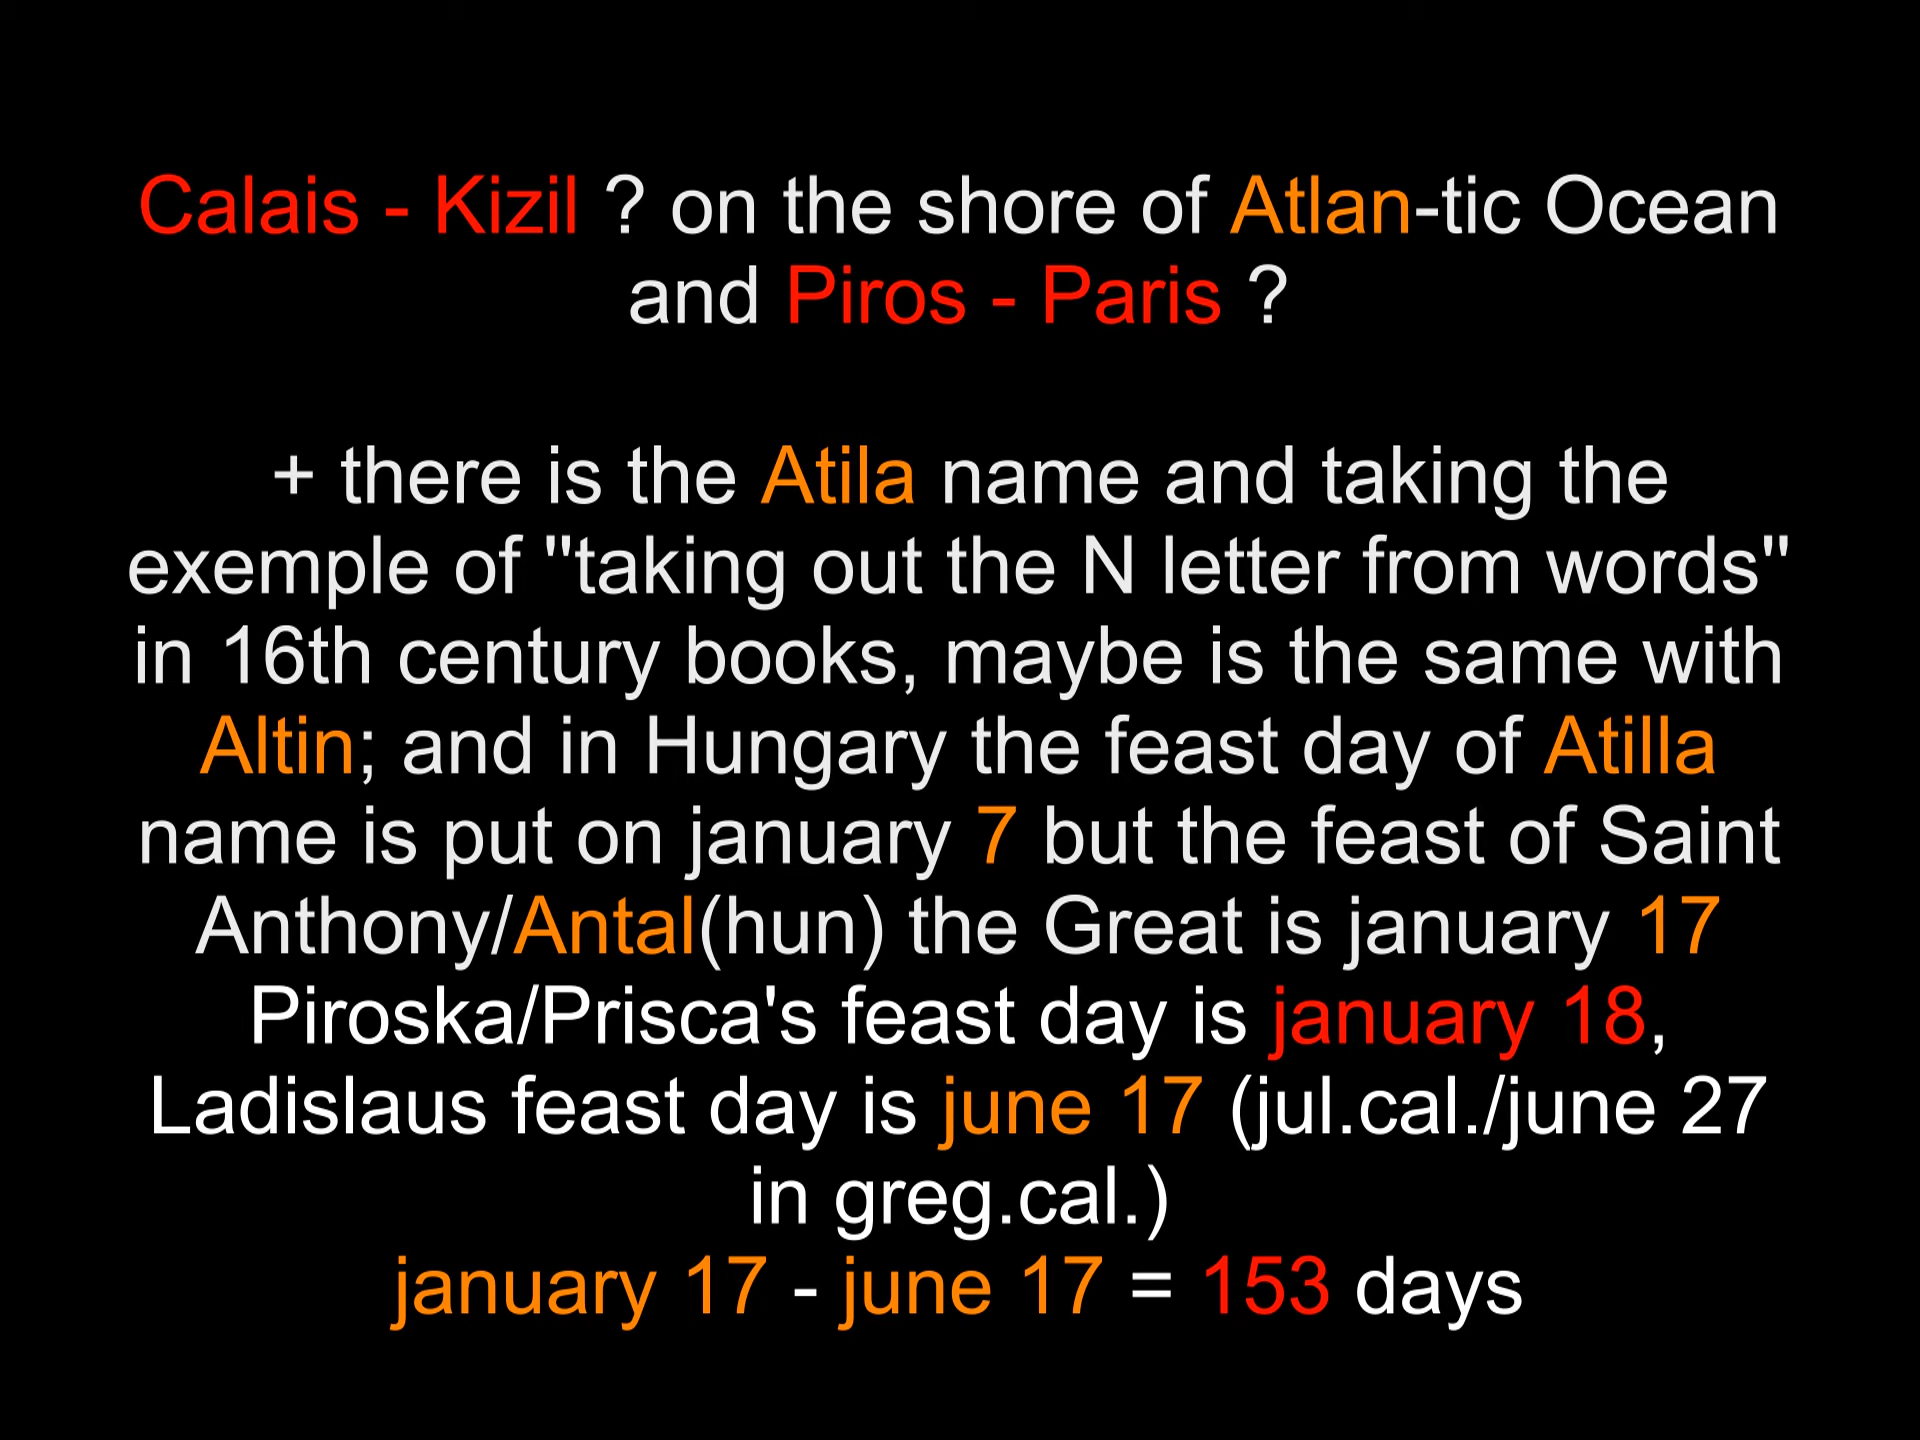 Calais - Kizil ? on the shore of Atlan-tic Ocean
and Piros - Paris ?
+ there is the Atila name and taking the
exemple of "taking out the N letter from words"
in 16th century books, maybe is the same with
Altin; and in Hungary the feast day of Atilla
name is put on january 7 but the feast of Saint
Anthony/Antal(hun) the Great is january 17
Piroska/Prisca's feast day is january 18,
Ladislaus feast day is june 17 (jul.cal./june 27
in greg.cal.)
january 17 - june 17 = 153 days